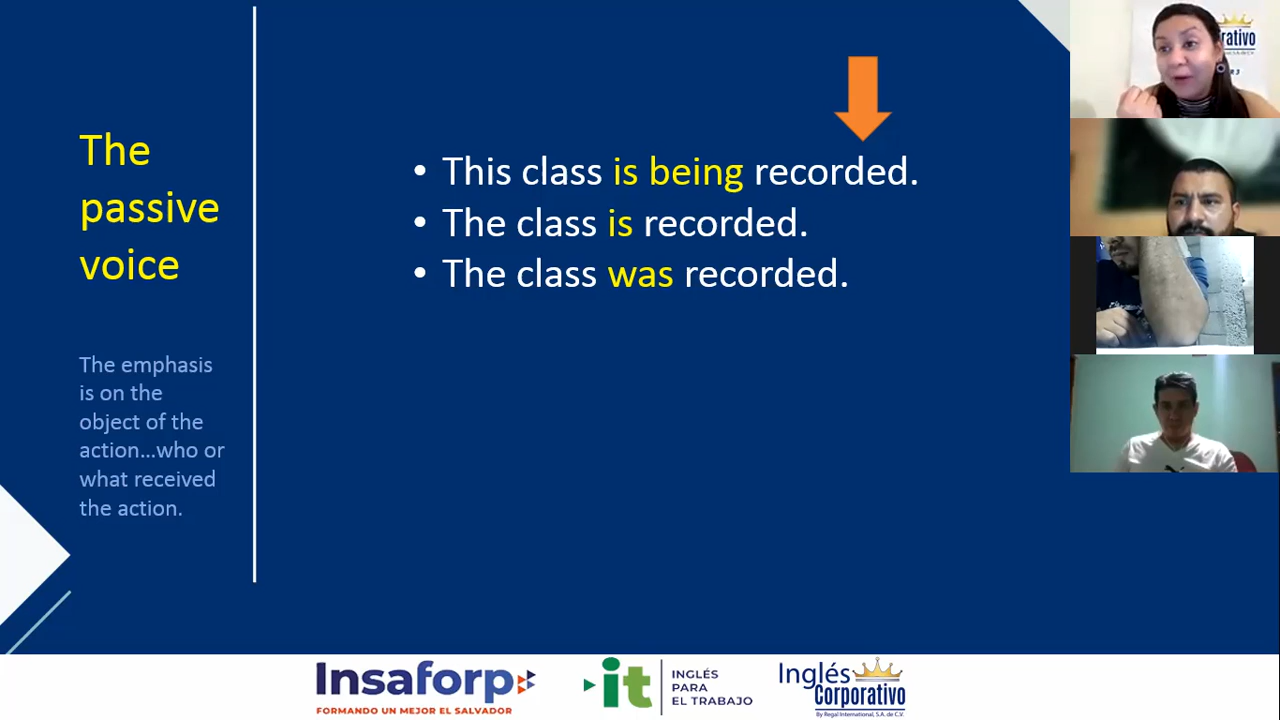 The
passive
voice
The emphasis
is on the
object of the
action...who or
what received
the action.
• This class is being recorded.
• The class is recorded.
• The class was recorded.
Insaforp
FORMANDO UN MEJOR EL SALVADOR
it
INGLÉS
PARA
EL TRABAJO
Inglés
Corporativo
By Regal International, S.A. de C.V.
rativo